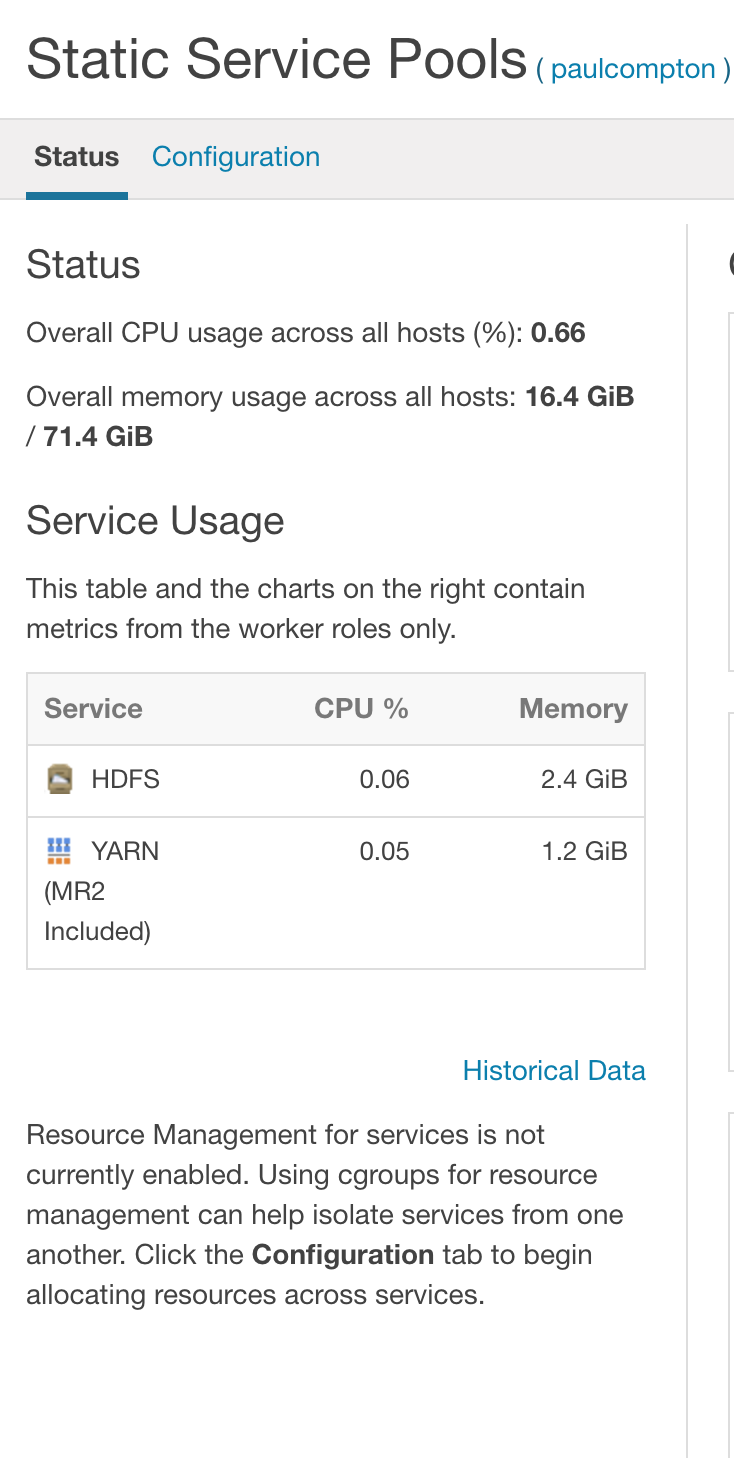 Static Service Pools ( paulcompton )
Status Configuration
Status
Overall CPU usage across all hosts (%): 0.66
Overall memory usage across all hosts: 16.4 GiB
/ 71.4 GiB
Service Usage
This table and the charts on the right contain
metrics from the worker roles only.
Service CPU % Memory
HDFS 0.06 2.4 GiB
YARN 0.05 1.2 GiB
(MR2
Included)
Historical Data
Resource Management for services is not
currently enabled. Using cgroups for resource
management can help isolate services from one
another. Click the Configuration tab to begin
allocating resources across services.